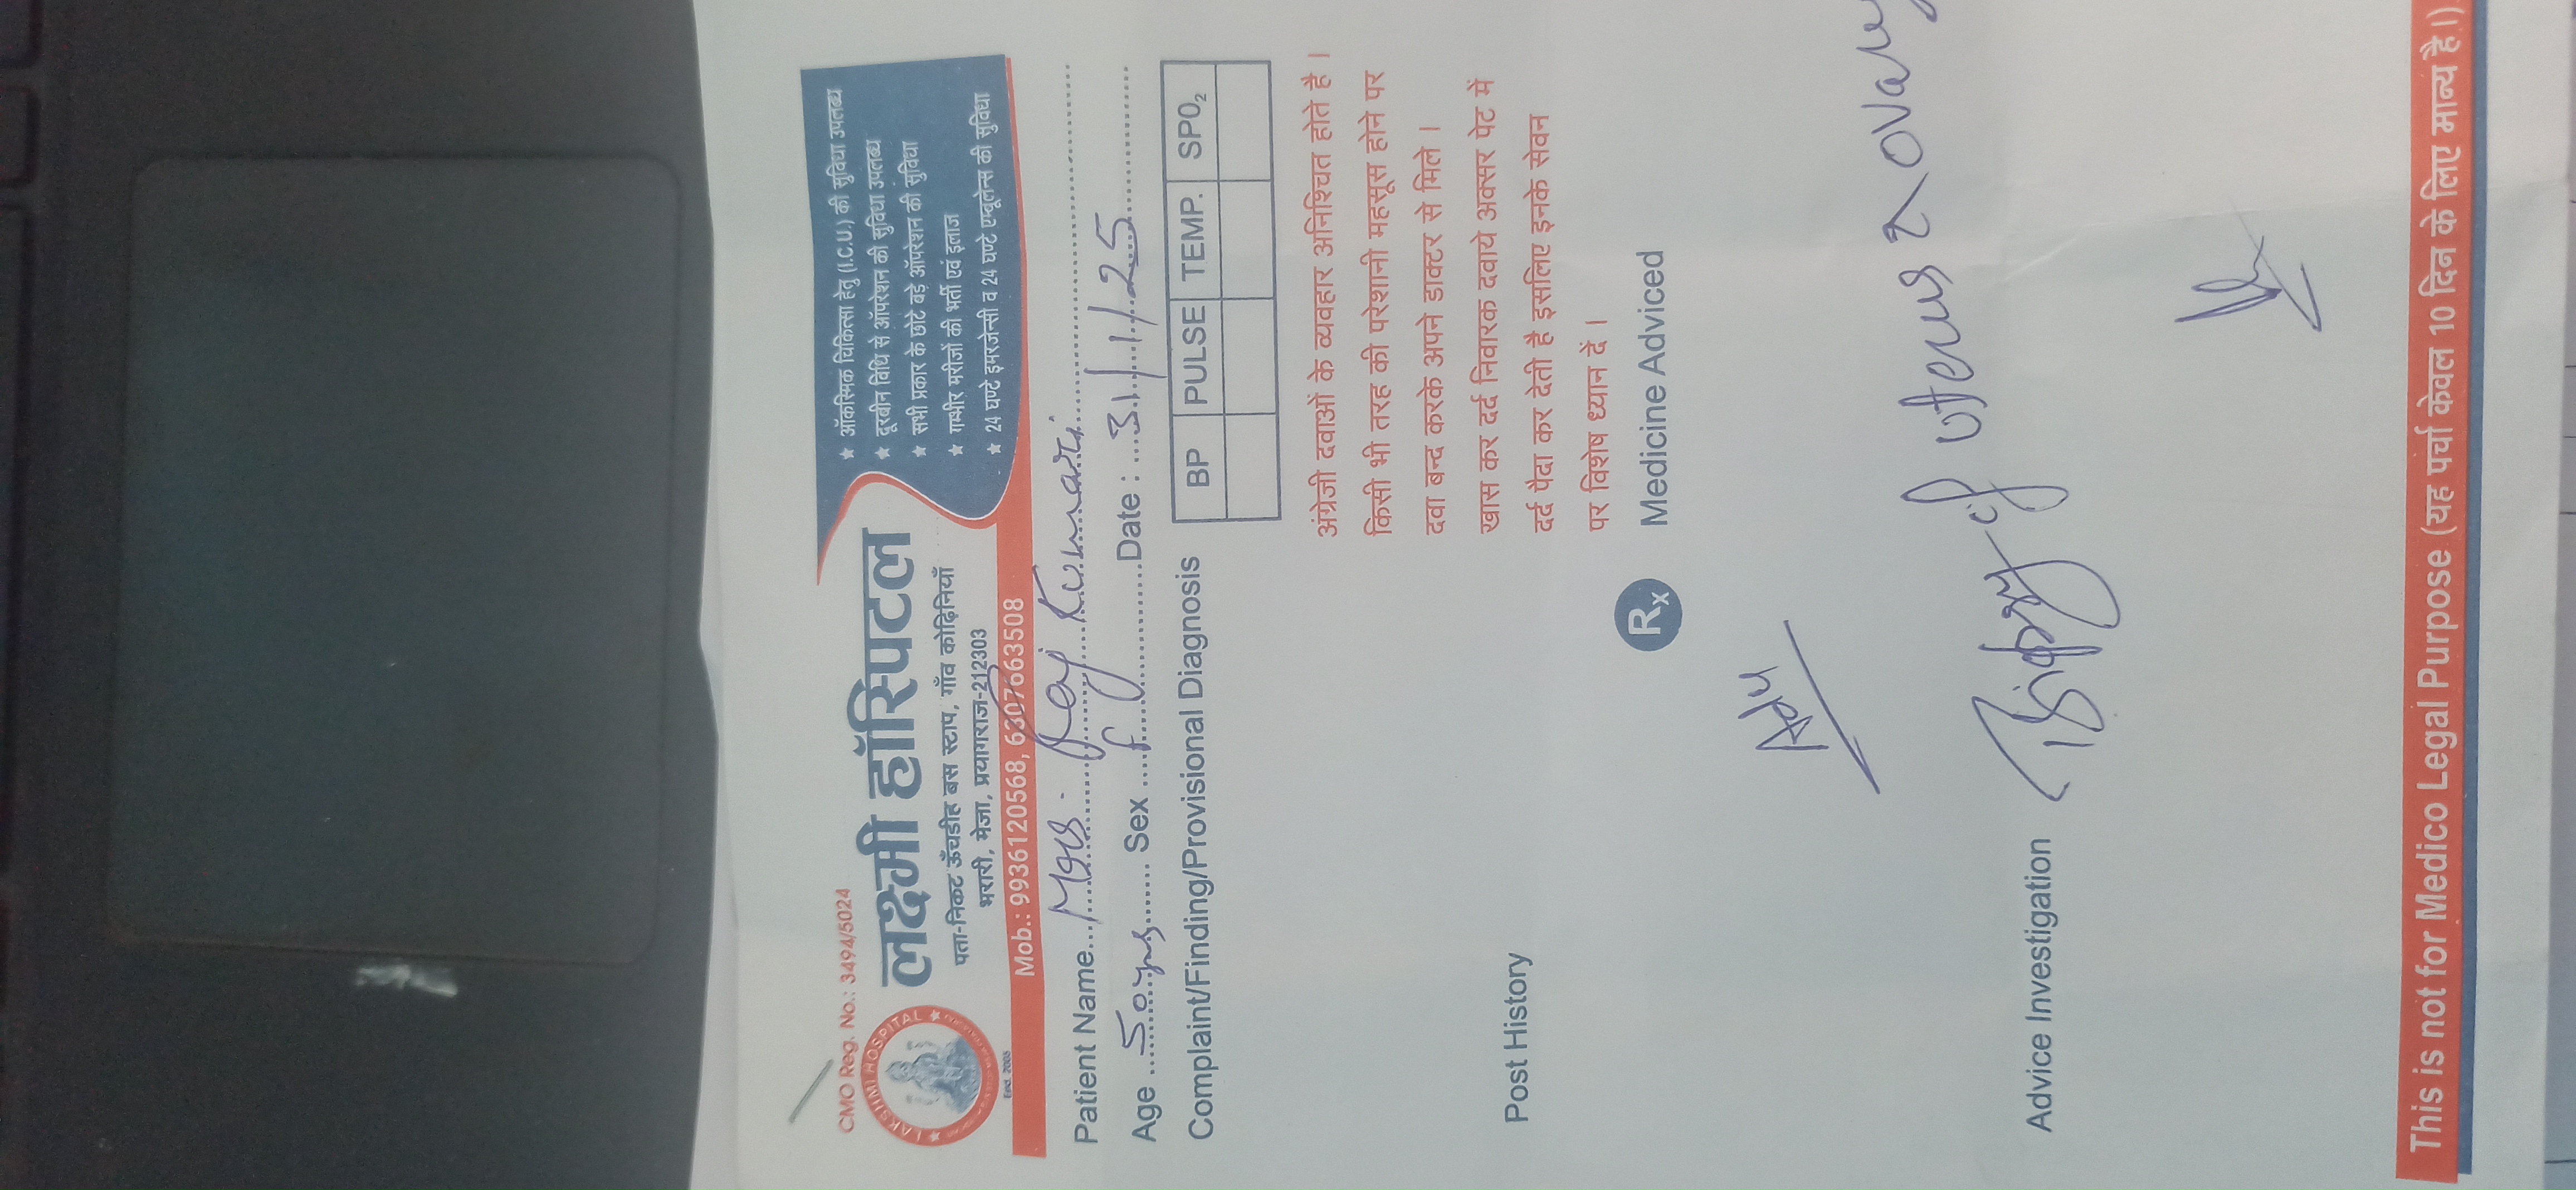 CMO Reg. No.: 3494/5024
LAKSHMI HOSPITAL
लक्ष्मी हॉस्पिटल
पता-निकट ऊँचडीह बस स्टाप, गाँव कोढ़िनियाँ
भरारी, मेजा, प्रयागराज-212303
Mob.: 9936120568, 6307663508
★ ऑकस्मिक चिकित्सा हेतु (I.C.U.) की सुविधा उपलब्ध
★ दूरबीन विधि से ऑपरेशन की सुविधा उपलब्ध
★ सभी प्रकार के छोटे बड़े ऑपरेशन की सुविधा
★ गम्भीर मरीजों की भर्ती एवं इलाज
★ 24 घण्टे इमरजेन्सी व 24 घण्टे एम्बूलेन्स की सुविधा
Patient Name... Mrs. Raj Kumari
Age ... 50 yrs ... Sex ... F ... Date : ... 31/1/25
Complaint/Finding/Provisional Diagnosis
BP PULSE TEMP. SPO2
अंग्रेजी दवाओं के व्यवहार अनिश्चित होते है ।
किसी भी तरह की परेशानी महसूस होने पर
दवा बन्द करके अपने डाक्टर से मिले ।
खास कर दर्द निवारक दवाये अक्सर पेट में
दर्द पैदा कर देती है इसलिए इनके सेवन
पर विशेष ध्यान दें ।
Post History
Rx Medicine Adviced
Adv
Biopsy of uterus & ovary
Advice Investigation
This is not for Medico Legal Purpose (यह पर्चा केवल 10 दिन के लिए मान्य है।)